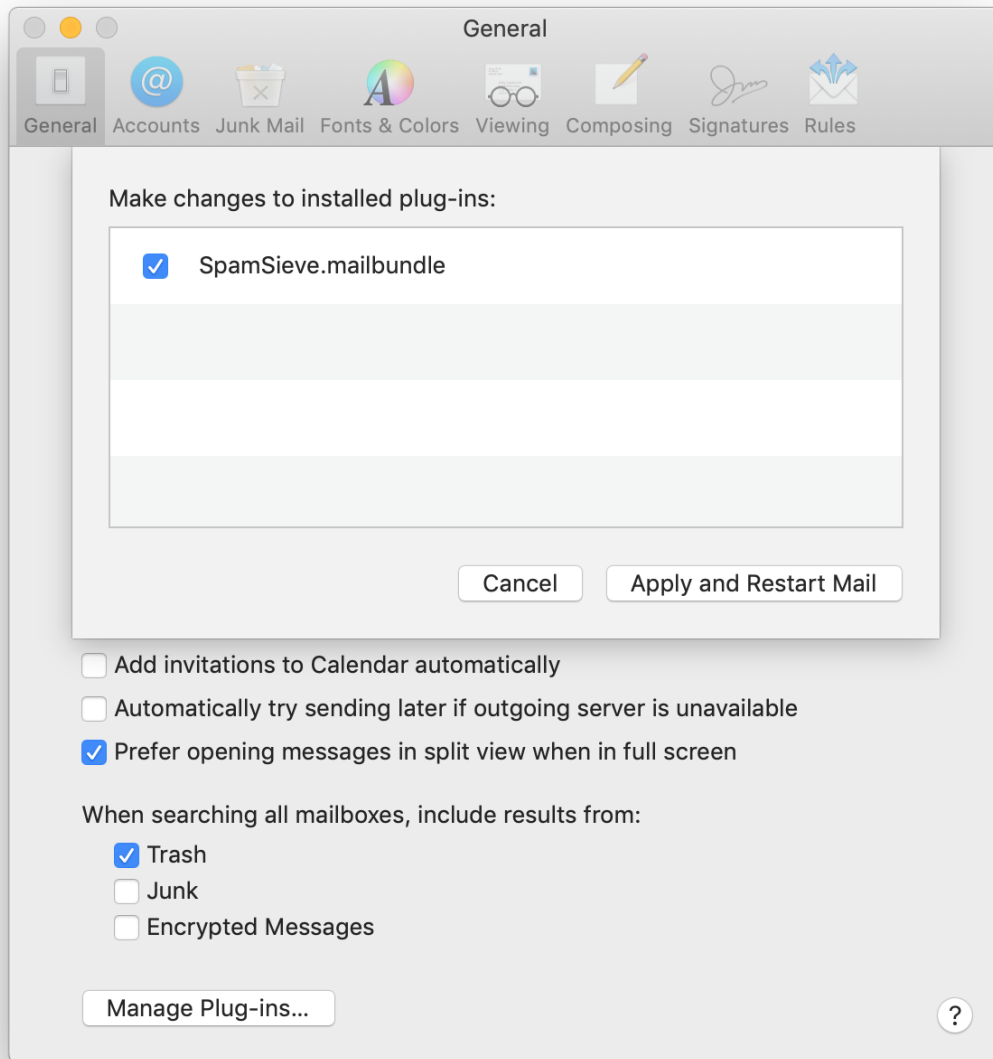 General
General Accounts Junk Mail Fonts & Colors Viewing Composing Signatures Rules
Make changes to installed plug-ins:
SpamSieve.mailbundle
Cancel Apply and Restart Mail
Add invitations to Calendar automatically
Automatically try sending later if outgoing server is unavailable
Prefer opening messages in split view when in full screen
When searching all mailboxes, include results from:
Trash
Junk
Encrypted Messages
Manage Plug-ins...
?